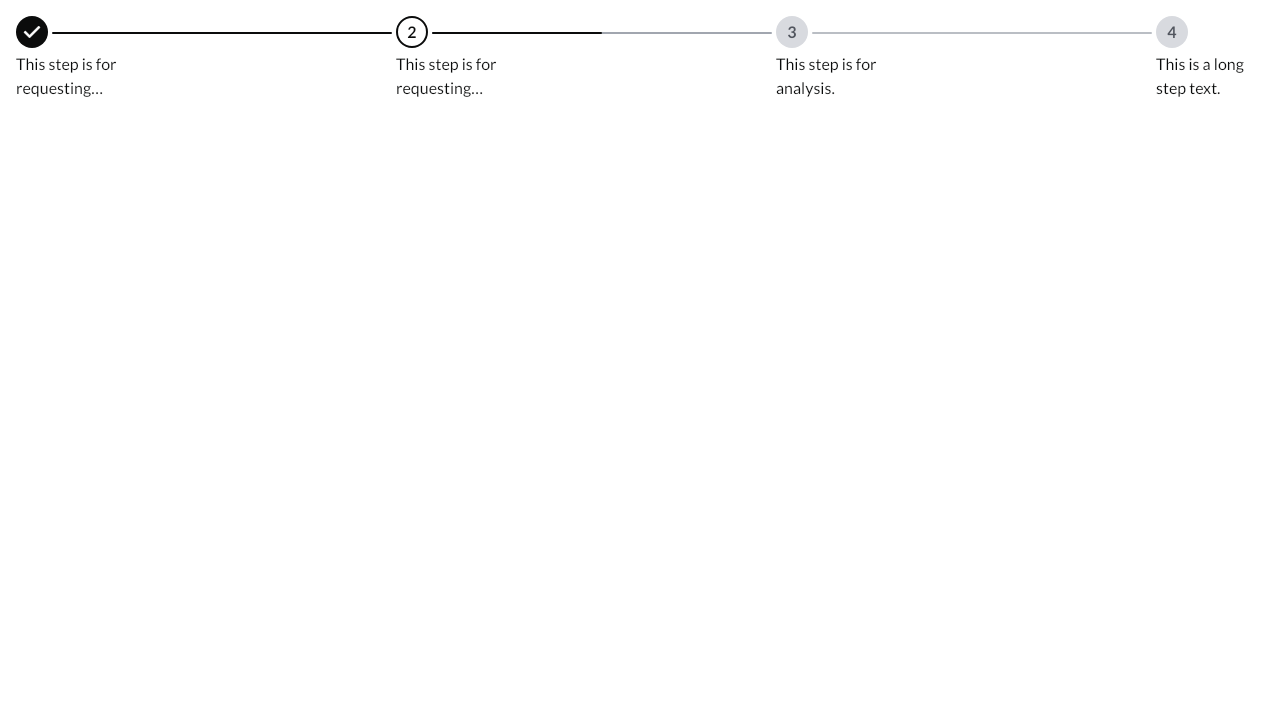 2
3
4
This step is for
requesting...
This step is for
requesting...
This step is for
analysis.
This is a long
step text.